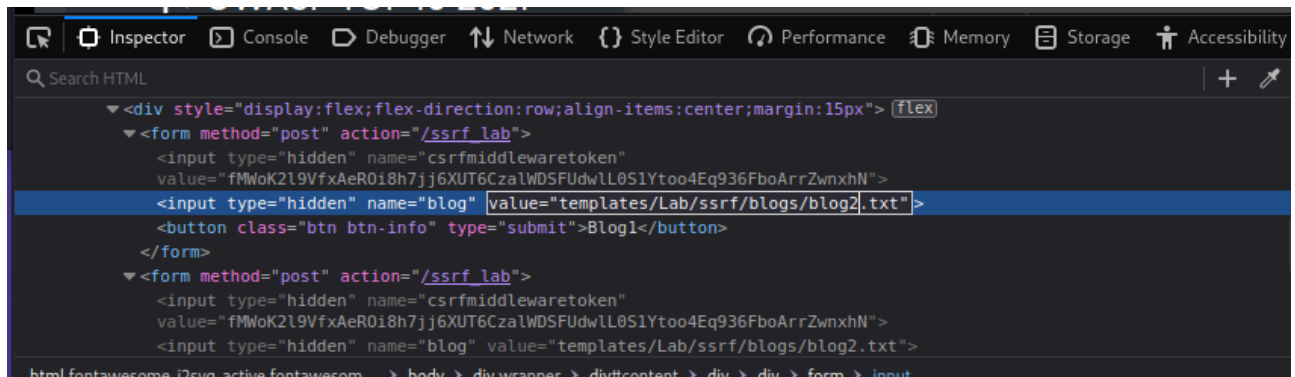 Inspector Console Debugger Network {} Style Editor Performance Memory Storage Accessibility
Search HTML
<div style="display:flex;flex-direction:row;align-items:center;margin:15px"> flex
<form method="post" action="/ssrf_lab">
<input type="hidden" name="csrfmiddlewaretoken"
value="fMWoK2l9VfxAeROi8h7jj6XUT6CzalWDSFUdwlL0S1Ytoo4Eq936FboArrZwnxhN">
<input type="hidden" name="blog" value="templates/Lab/ssrf/blogs/blog2.txt">
<button class="btn btn-info" type="submit">Blog1</button>
</form>
<form method="post" action="/ssrf_lab">
<input type="hidden" name="csrfmiddlewaretoken"
value="fMWoK2l9VfxAeROi8h7jj6XUT6CzalWDSFUdwlL0S1Ytoo4Eq936FboArrZwnxhN">
<input type="hidden" name="blog" value="templates/Lab/ssrf/blogs/blog2.txt">